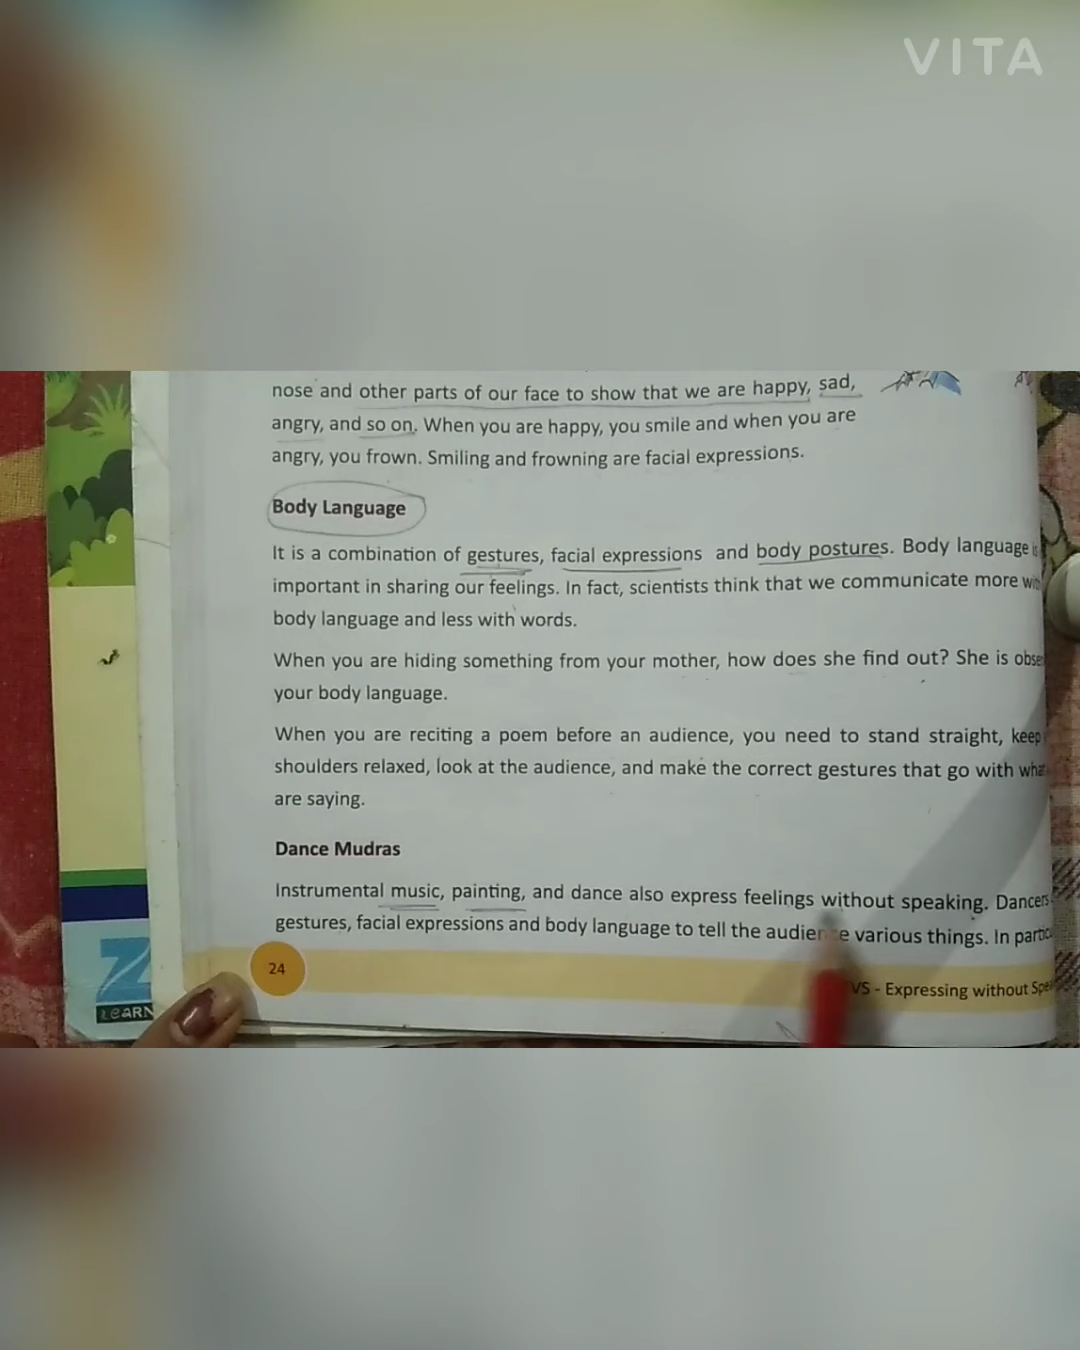 VITA
nose and other parts of our face to show that we are happy, sad,
angry, and so on. When you are happy, you smile and when you are
angry, you frown. Smiling and frowning are facial expressions.
Body Language
It is a combination of gestures, facial expressions and body postures. Body language is
important in sharing our feelings. In fact, scientists think that we communicate more
body language and less with words.
When you are hiding something from your mother, how does she find out? She is
your body language.
When you are reciting a poem before an audience, you need to stand straight, keep
shoulders relaxed, look at the audience, and make the correct gestures that go with what
are saying.
Dance Mudras
Instrumental music, painting, and dance also express feelings without speaking. Dancers
gestures, facial expressions and body language to tell the audience various things. In
24
VS - Expressing without
LEARN